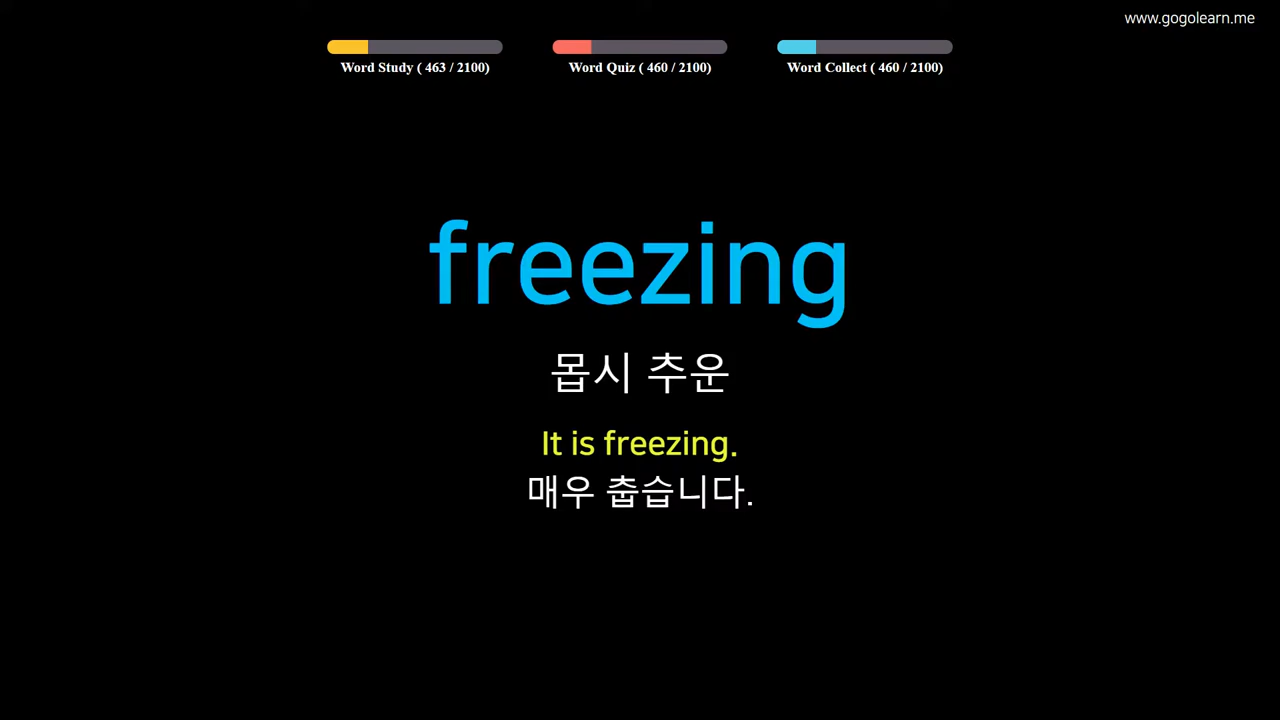 www.gogolearn.me
Word Study ( 463 / 2100)
Word Quiz ( 460 / 2100)
Word Collect ( 460 / 2100)
freezing
몹시 추운
It is freezing.
매우 춥습니다.